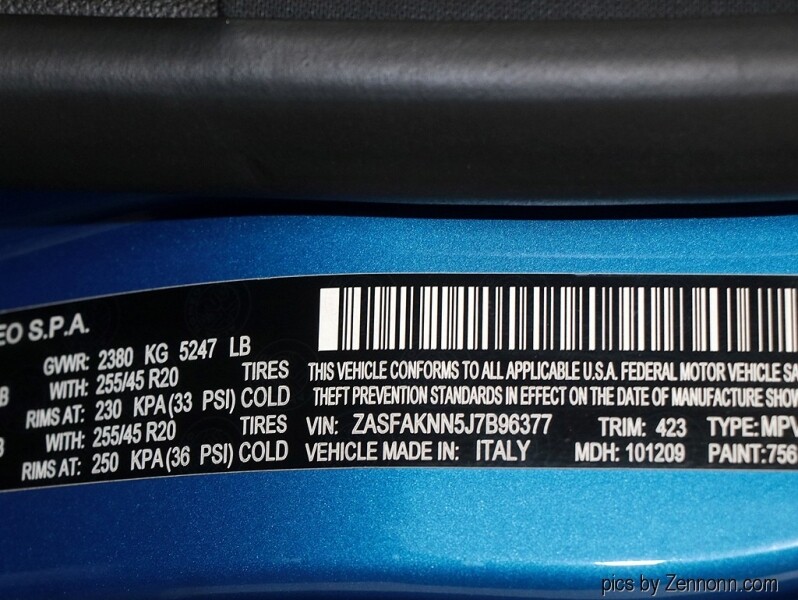 EO S.P.A.
GVWR: 2380 KG 5247 LB
B WITH: 255/45 R20 TIRES
RIMS AT: 230 KPA(33 PSI) COLD
B WITH: 255/45 R20 TIRES
RIMS AT: 250 KPA(36 PSI) COLD
THIS VEHICLE CONFORMS TO ALL APPLICABLE U.S.A. FEDERAL MOTOR VEHICLE SA
THEFT PREVENTION STANDARDS IN EFFECT ON THE DATE OF MANUFACTURE SHOW
VIN: ZASFAKNN5J7B96377 TRIM: 423 TYPE: MPV
VEHICLE MADE IN: ITALY MDH: 101209 PAINT: 756
pics by Zennonn.com